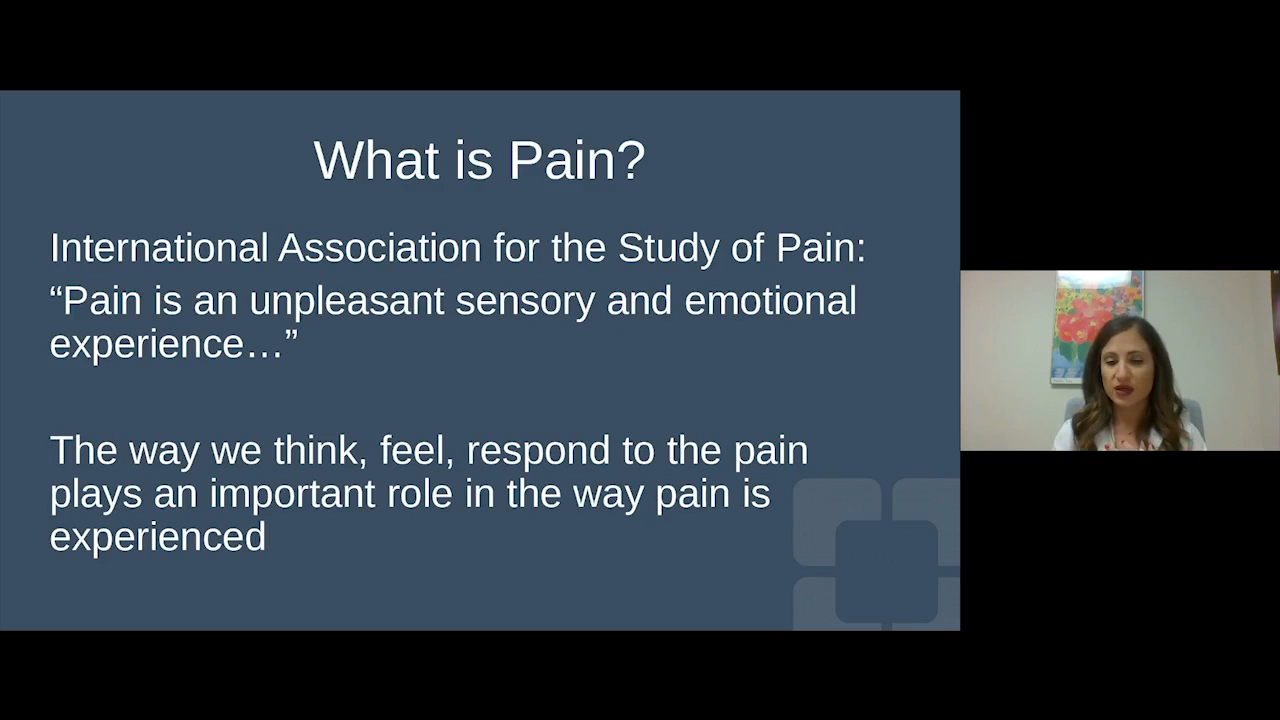 What is Pain?
International Association for the Study of Pain:
“Pain is an unpleasant sensory and emotional
experience…”
The way we think, feel, respond to the pain
plays an important role in the way pain is
experienced